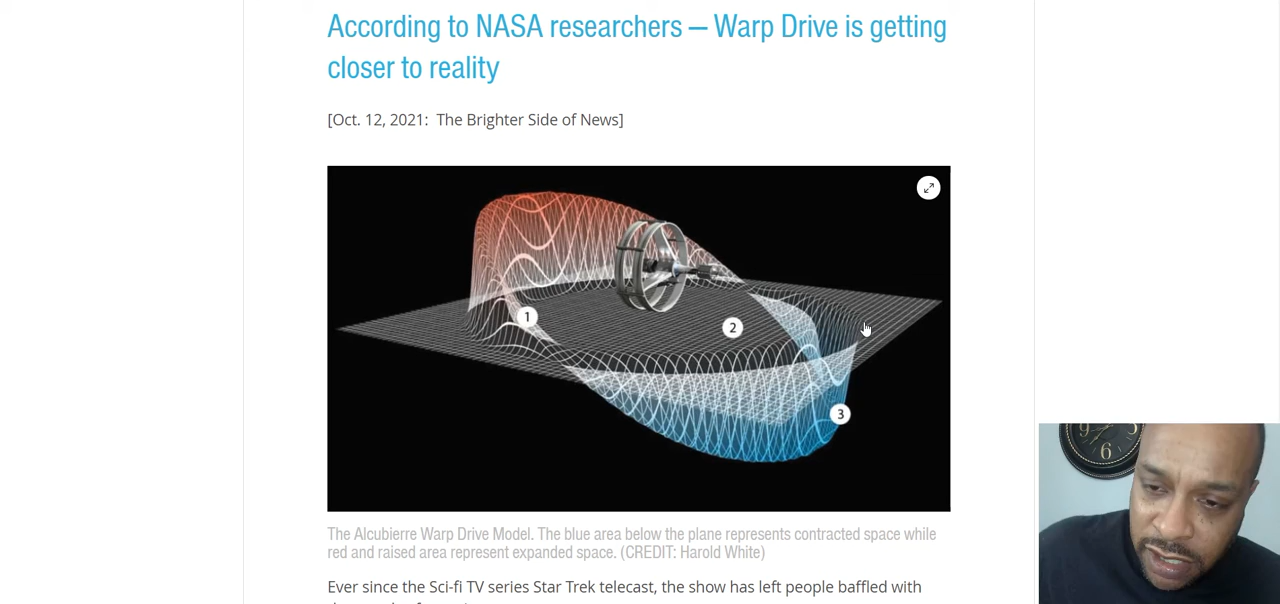 According to NASA researchers – Warp Drive is getting
closer to reality
[Oct. 12, 2021: The Brighter Side of News]
1
2
3
The Alcubierre Warp Drive Model. The blue area below the plane represents contracted space while
red and raised area represent expanded space. (CREDIT: Harold White)
9
3
6
Ever since the Sci-fi TV series Star Trek telecast, the show has left people baffled with